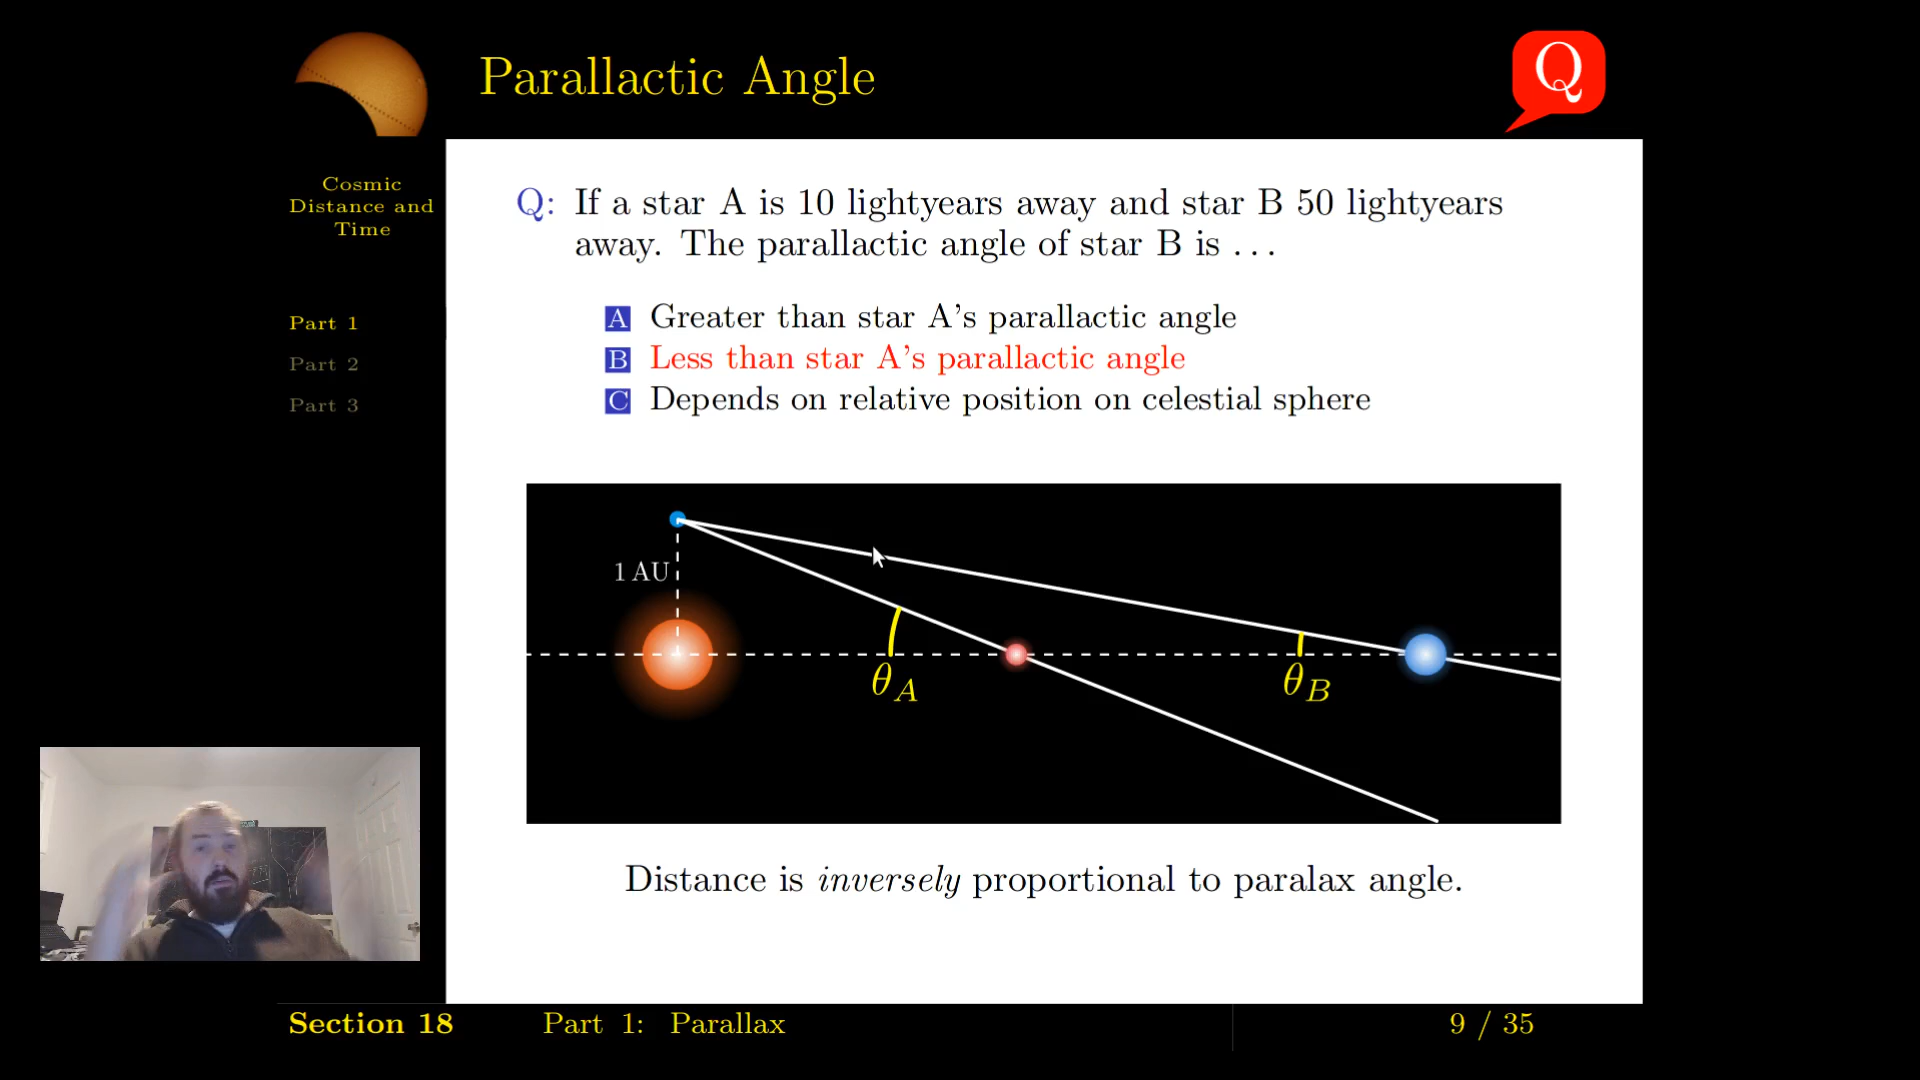 Parallactic Angle
Q
Cosmic
Distance and
Time
Part 1
Part 2
Part 3
Q: If a star A is 10 lightyears away and star B 50 lightyears
away. The parallactic angle of star B is . . .
A Greater than star A’s parallactic angle
B Less than star A’s parallactic angle
C Depends on relative position on celestial sphere
1 AU
θA
θB
Distance is inversely proportional to paralax angle.
Section 18 Part 1: Parallax 9 / 35